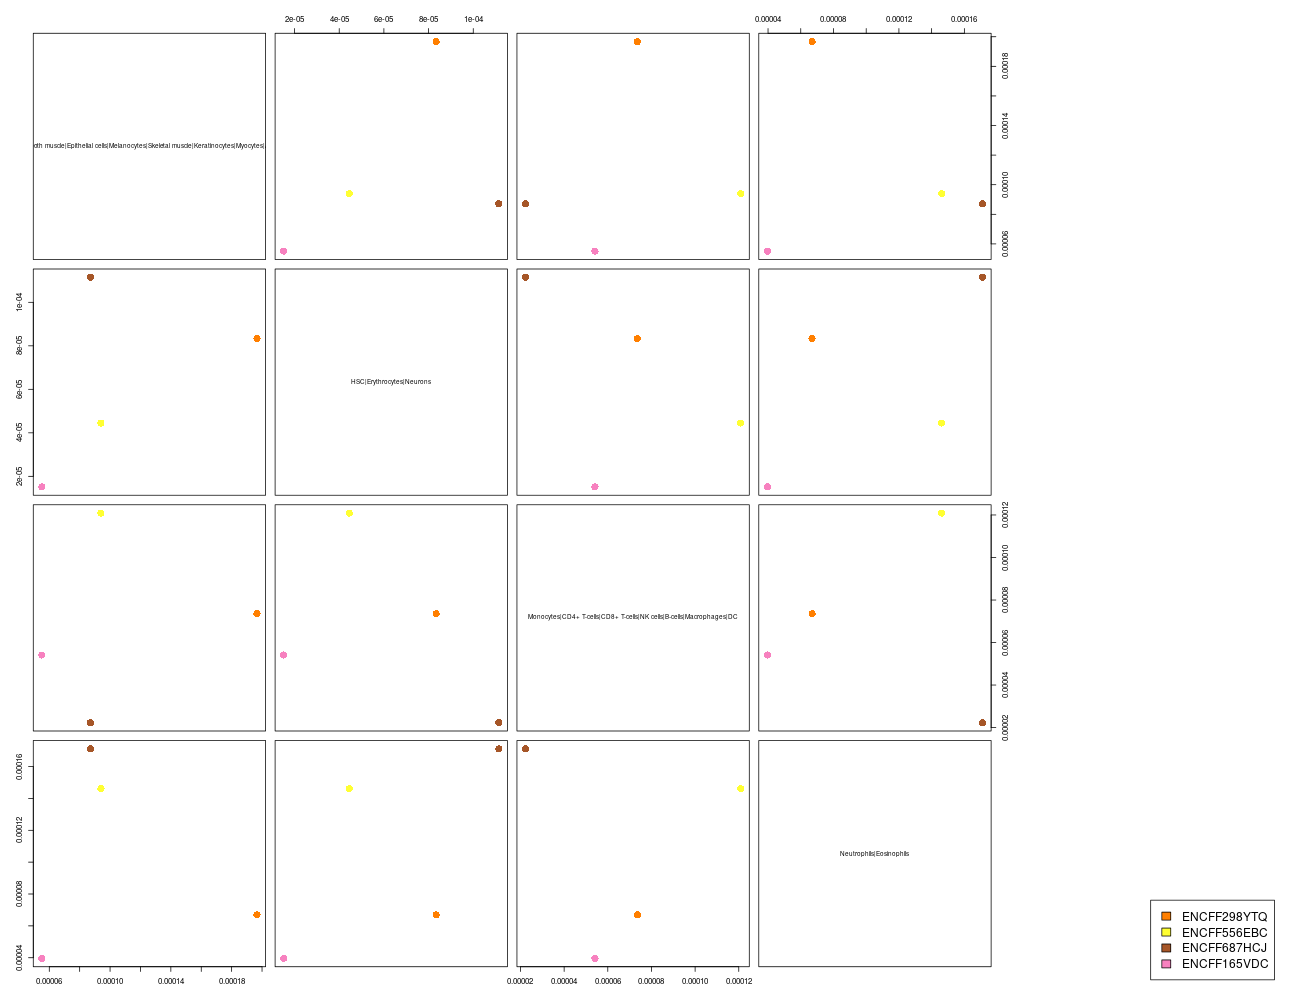 2e-05 4e-05 6e-05 8e-05 1e-04
0.00004 0.00008 0.00012 0.00016
oth muscle|Epithelial cells|Melanocytes|Skeletal muscle|Keratinocytes|Myocytes|
0.00006 0.00010 0.00014 0.00018
2e-05 4e-05 6e-05 8e-05 1e-04
HSC|Erythrocytes|Neurons
Monocytes|CD4+ T-cells|CD8+ T-cells|NK cells|B-cells|Macrophages|DC
0.00002 0.00004 0.00006 0.00008 0.00010 0.00012
0.00004 0.00008 0.00012 0.00016
Neutrophils|Eosinophils
0.00006 0.00010 0.00014 0.00018
0.00002 0.00004 0.00006 0.00008 0.00010 0.00012
ENCFF298YTQ
ENCFF556EBC
ENCFF687HCJ
ENCFF165VDC